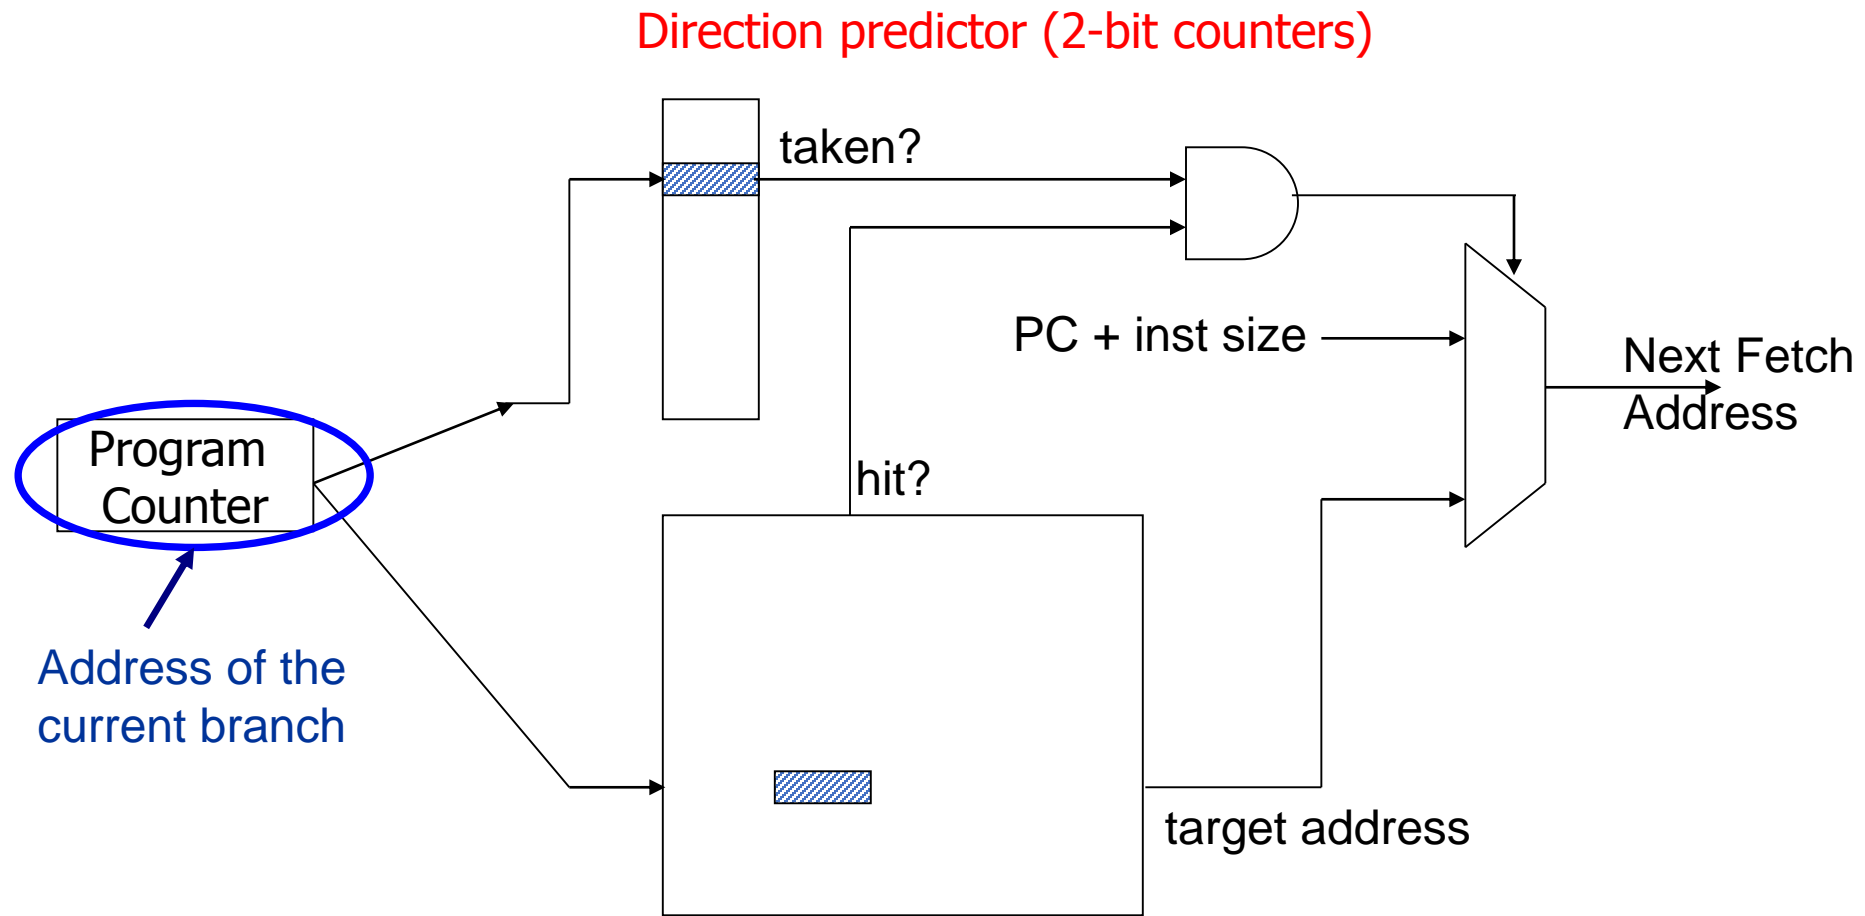 Direction predictor (2-bit counters)
taken?
PC + inst size
Next Fetch
Address
Program
Counter
hit?
Address of the
current branch
target address